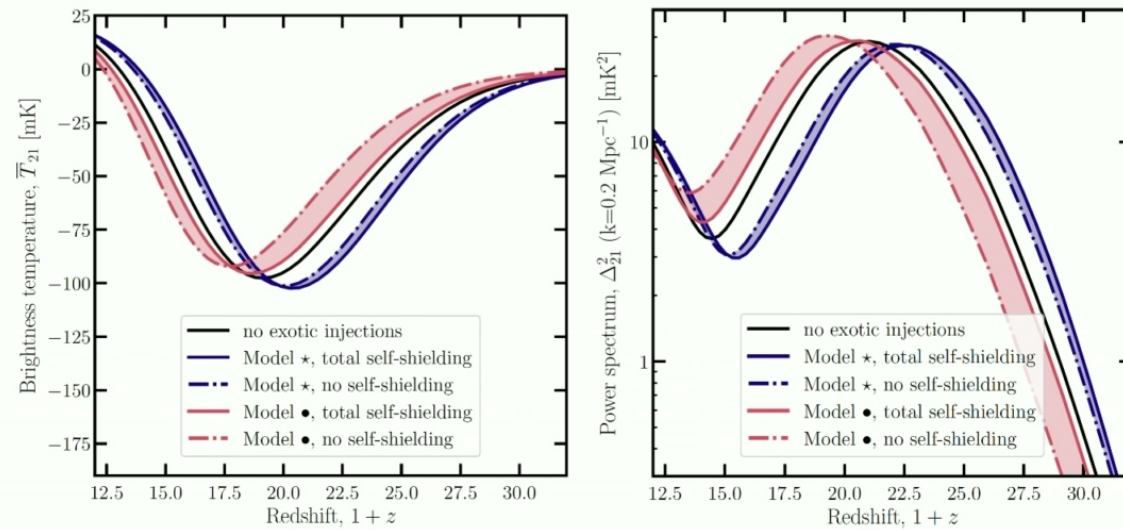 25
0
−25
−50
−75
−100
−125
−150
−175
Brightness temperature, T̅₂₁ [mK]
no exotic injections
Model ⋆, total self-shielding
Model ⋆, no self-shielding
Model •, total self-shielding
Model •, no self-shielding
12.5 15.0 17.5 20.0 22.5 25.0 27.5 30.0
Redshift, 1 + z
10
1
Power spectrum, Δ²₂₁ (k=0.2 Mpc⁻¹) [mK²]
no exotic injections
Model ⋆, total self-shielding
Model ⋆, no self-shielding
Model •, total self-shielding
Model •, no self-shielding
12.5 15.0 17.5 20.0 22.5 25.0 27.5 30.0
Redshift, 1 + z